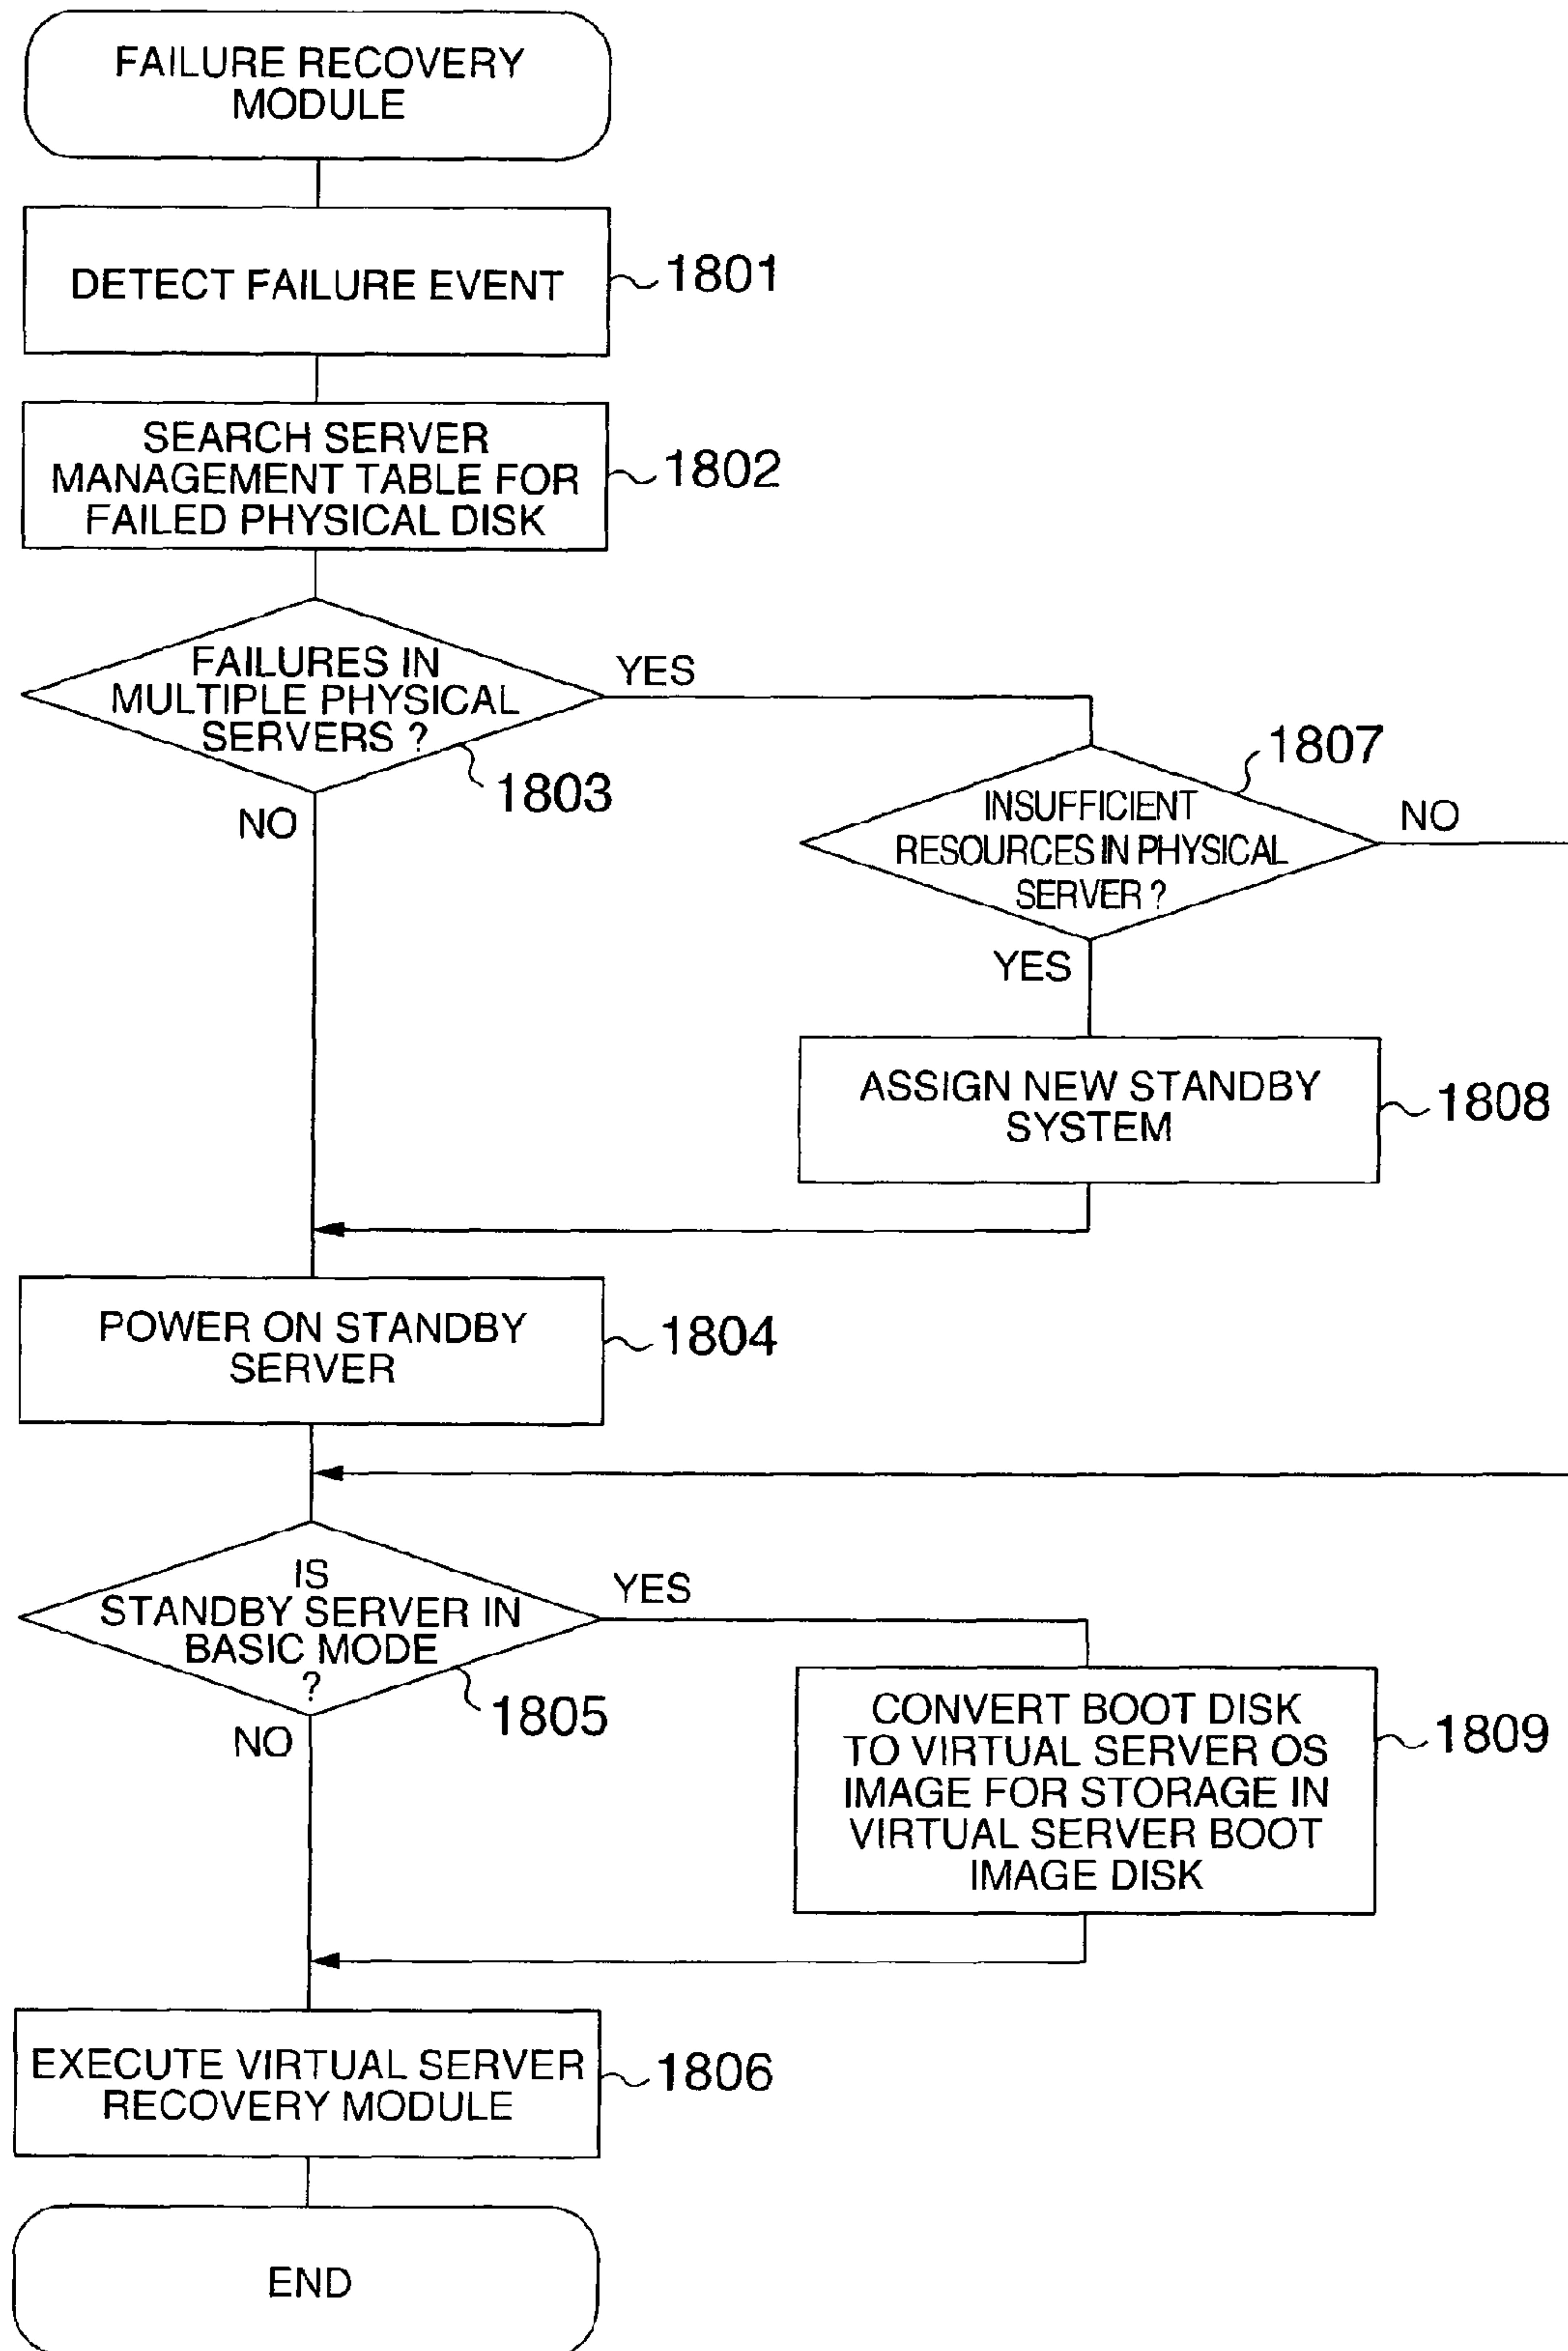 FAILURE RECOVERY
MODULE
DETECT FAILURE EVENT
1801
SEARCH SERVER
MANAGEMENT TABLE FOR
FAILED PHYSICAL DISK
1802
FAILURES IN
MULTIPLE PHYSICAL
SERVERS ?
YES
1803
NO
1807
INSUFFICIENT
RESOURCES IN PHYSICAL
SERVER ?
NO
YES
ASSIGN NEW STANDBY
SYSTEM
1808
POWER ON STANDBY
SERVER
1804
IS
STANDBY SERVER IN
BASIC MODE
?
YES
1805
NO
CONVERT BOOT DISK
TO VIRTUAL SERVER OS
IMAGE FOR STORAGE IN
VIRTUAL SERVER BOOT
IMAGE DISK
1809
EXECUTE VIRTUAL SERVER
RECOVERY MODULE
1806
END